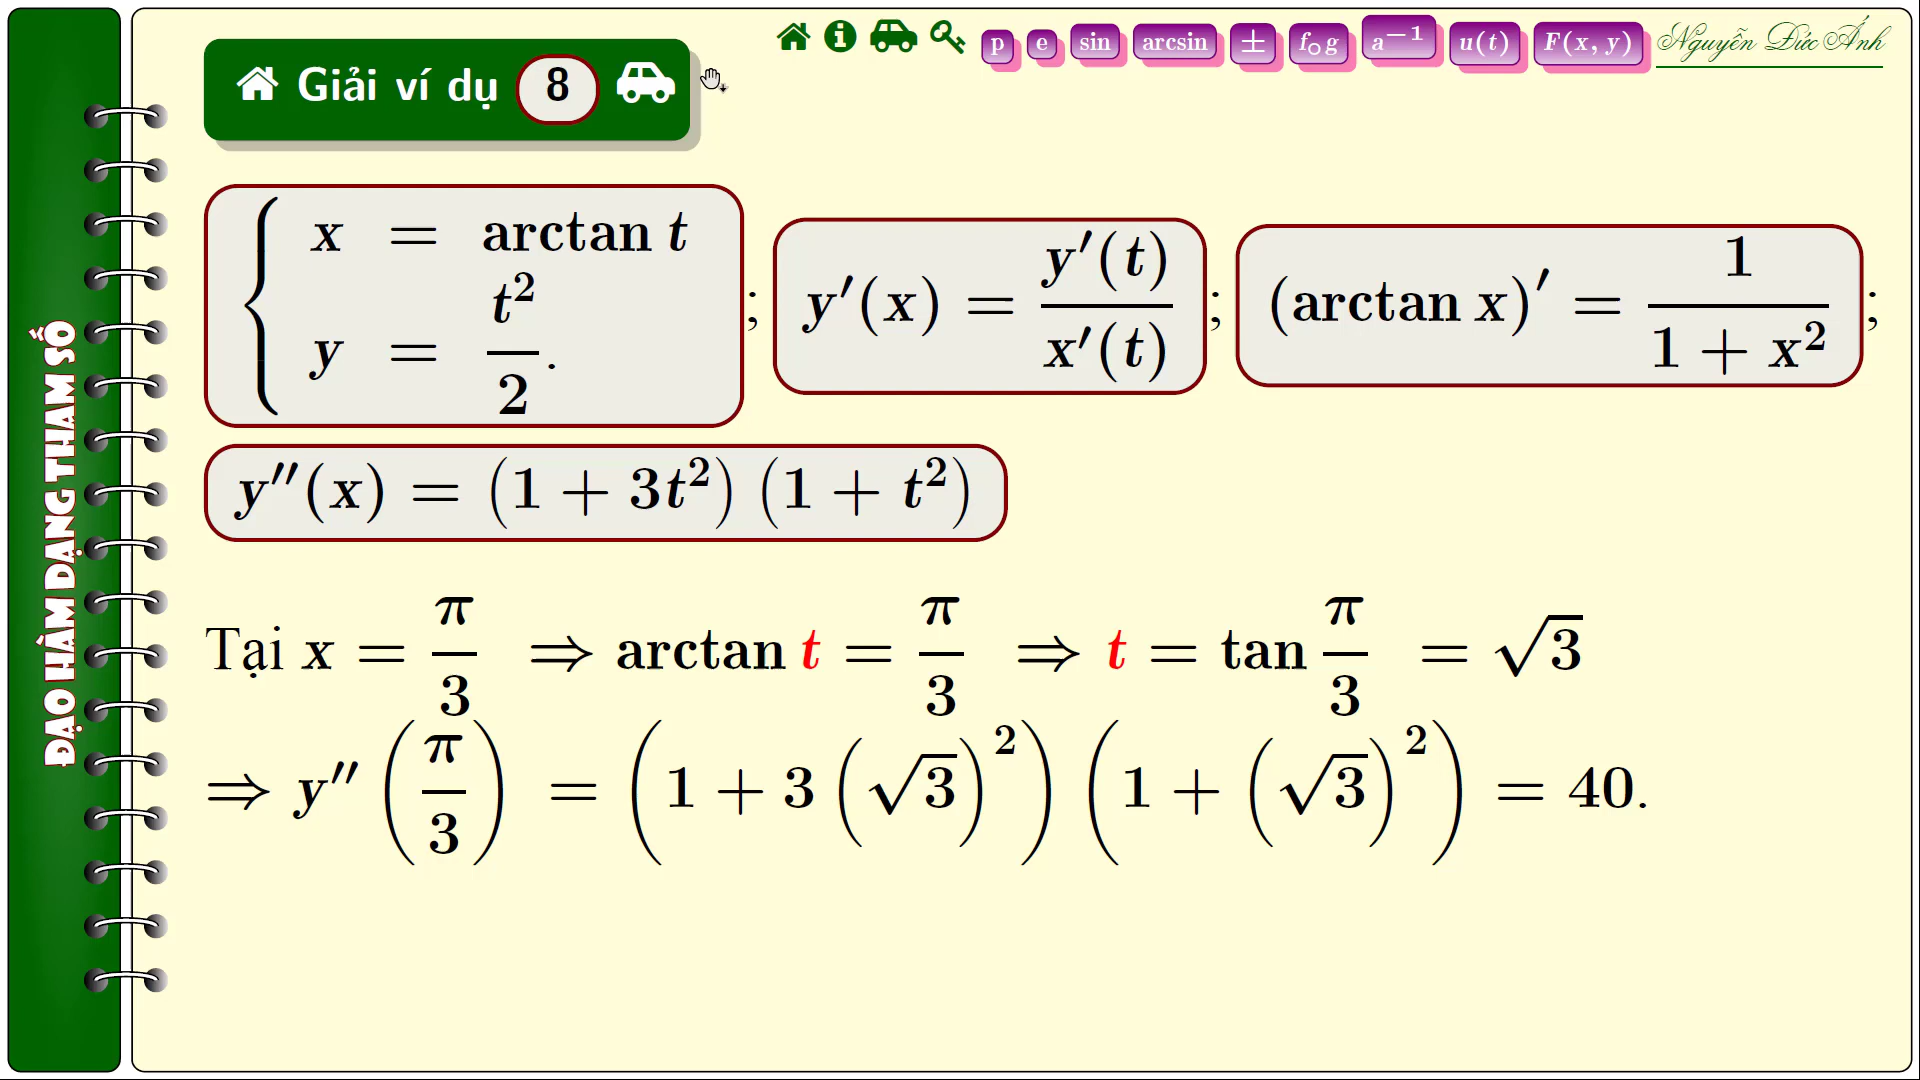 p e sin arcsin ± f∘g a⁻¹ u(t) F(x, y) Nguyễn Đức Ánh
Giải ví dụ 8
ĐẠO HÀM DẠNG THAM SỐ
{ x = arctan t
y = t²/2. ; y′(x) = y′(t)/x′(t) ; (arctan x)′ = 1/(1 + x²) ;
y″(x) = (1 + 3t²) (1 + t²)
Tại x = π/3 ⇒ arctan t = π/3 ⇒ t = tan π/3 = √3
⇒ y″(π/3) = (1 + 3(√3)²) (1 + (√3)²) = 40.